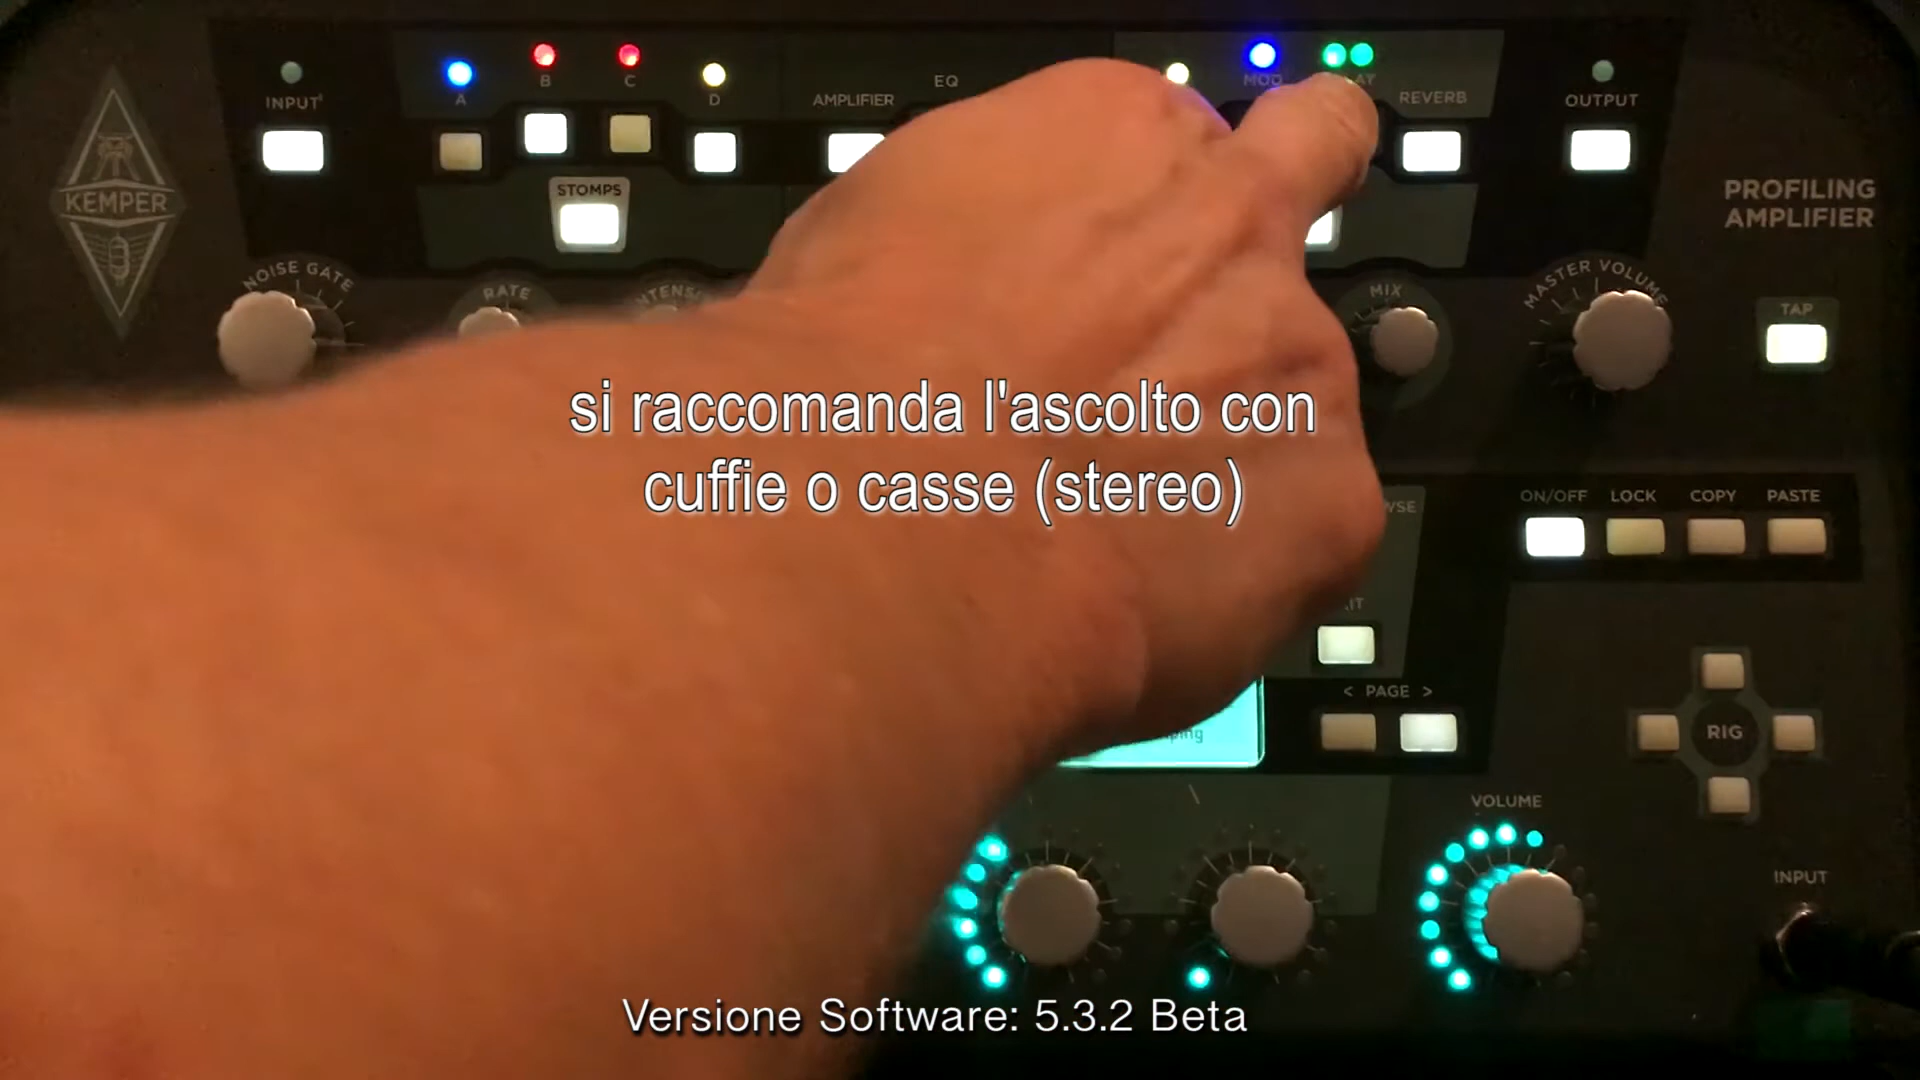 INPUT
A
B
C
D
AMPLIFIER
EQ
MOD
REVERB
OUTPUT
STOMPS
KEMPER
PROFILING
AMPLIFIER
NOISE GATE
RATE
MIX
MASTER VOLUME
TAP
si raccomanda l'ascolto con
cuffie o casse (stereo)
ON/OFF LOCK COPY PASTE
< PAGE >
RIG
VOLUME
INPUT
Versione Software: 5.3.2 Beta